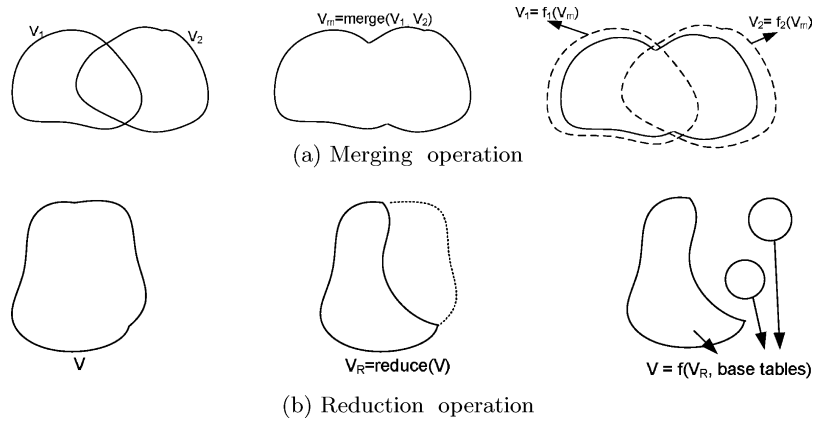 V1
V2
Vm=merge(V1 V2)
V1= f1(Vm)
V2= f2(Vm)
(a) Merging operation
V
VR=reduce(V)
V = f(VR, base tables)
(b) Reduction operation